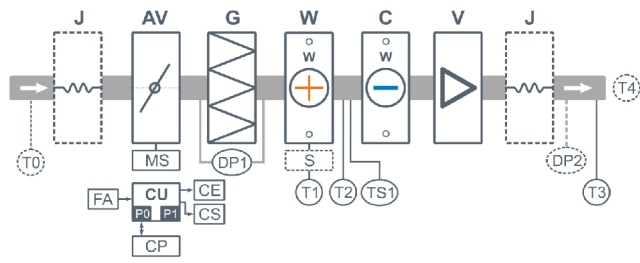 J AV G W C V J
W W
T4
T0 MS DP1 S DP2
T1 T2 TS1 T3
FA CU CE
P0 P1 CS
CP